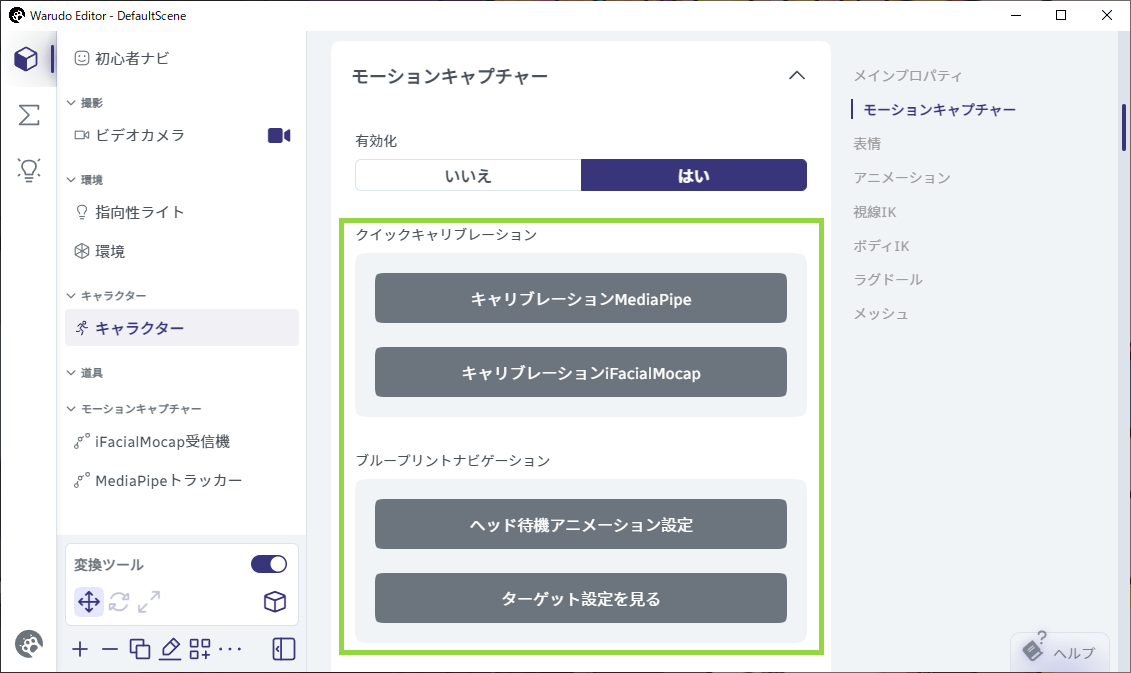 Warudo Editor - DefaultScene
初心者ナビ
撮影
ビデオカメラ
環境
指向性ライト
環境
キャラクター
キャラクター
道具
モーションキャプチャー
iFacialMocap受信機
MediaPipeトラッカー
変換ツール
モーションキャプチャー
有効化
いいえ
はい
クイックキャリブレーション
キャリブレーションMediaPipe
キャリブレーションiFacialMocap
ブループリントナビゲーション
ヘッド待機アニメーション設定
ターゲット設定を見る
メインプロパティ
モーションキャプチャー
表情
アニメーション
視線IK
ボディIK
ラグドール
メッシュ
ヘルプ